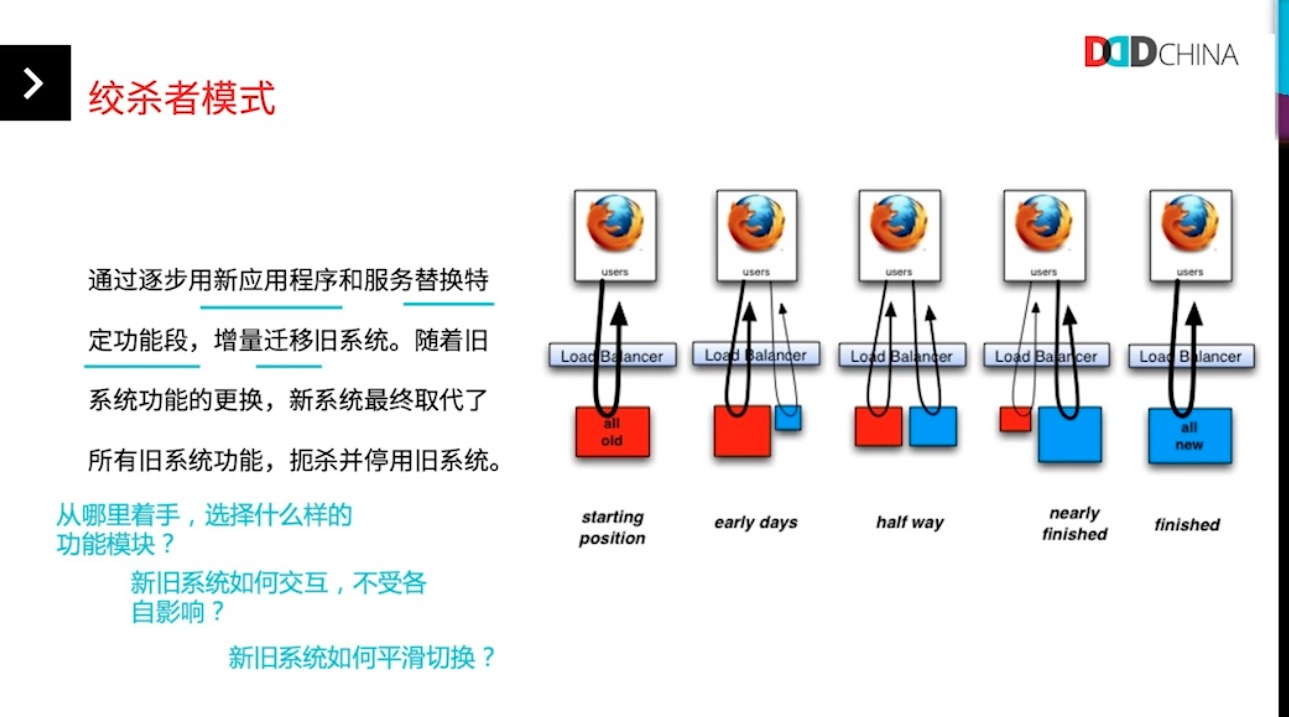 DDDCHINA
绞杀者模式
通过逐步用新应用程序和服务替换特
定功能段，增量迁移旧系统。随着旧
系统功能的更换，新系统最终取代了
所有旧系统功能，扼杀并停用旧系统。
从哪里着手，选择什么样的
功能模块？
新旧系统如何交互，不受各
自影响？
新旧系统如何平滑切换？
users
users
users
users
users
Load Balancer
Load Balancer
Load Balancer
Load Balancer
Load Balancer
all
old
all
new
starting
position
early days
half way
nearly
finished
finished